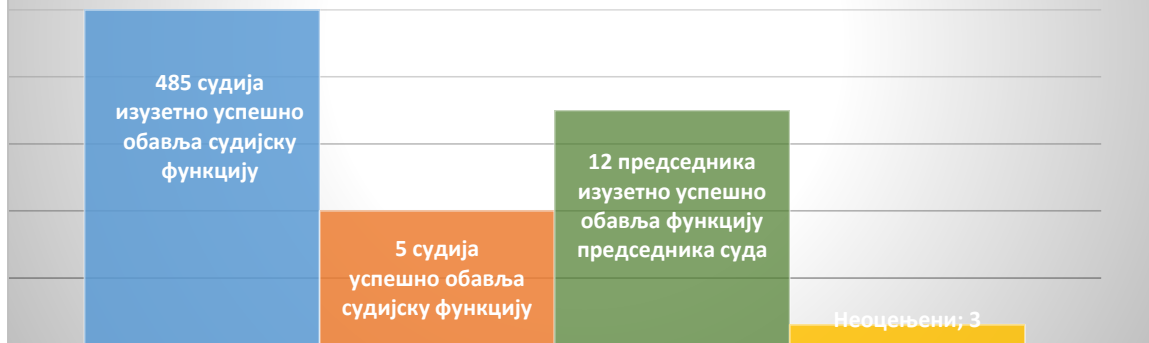 485 судија
изузетно успешно
обавља судијску
функцију
5 судија
успешно обавља
судијску функцију
12 председника
изузетно успешно
обавља функцију
председника суда
Неоцењени; 3